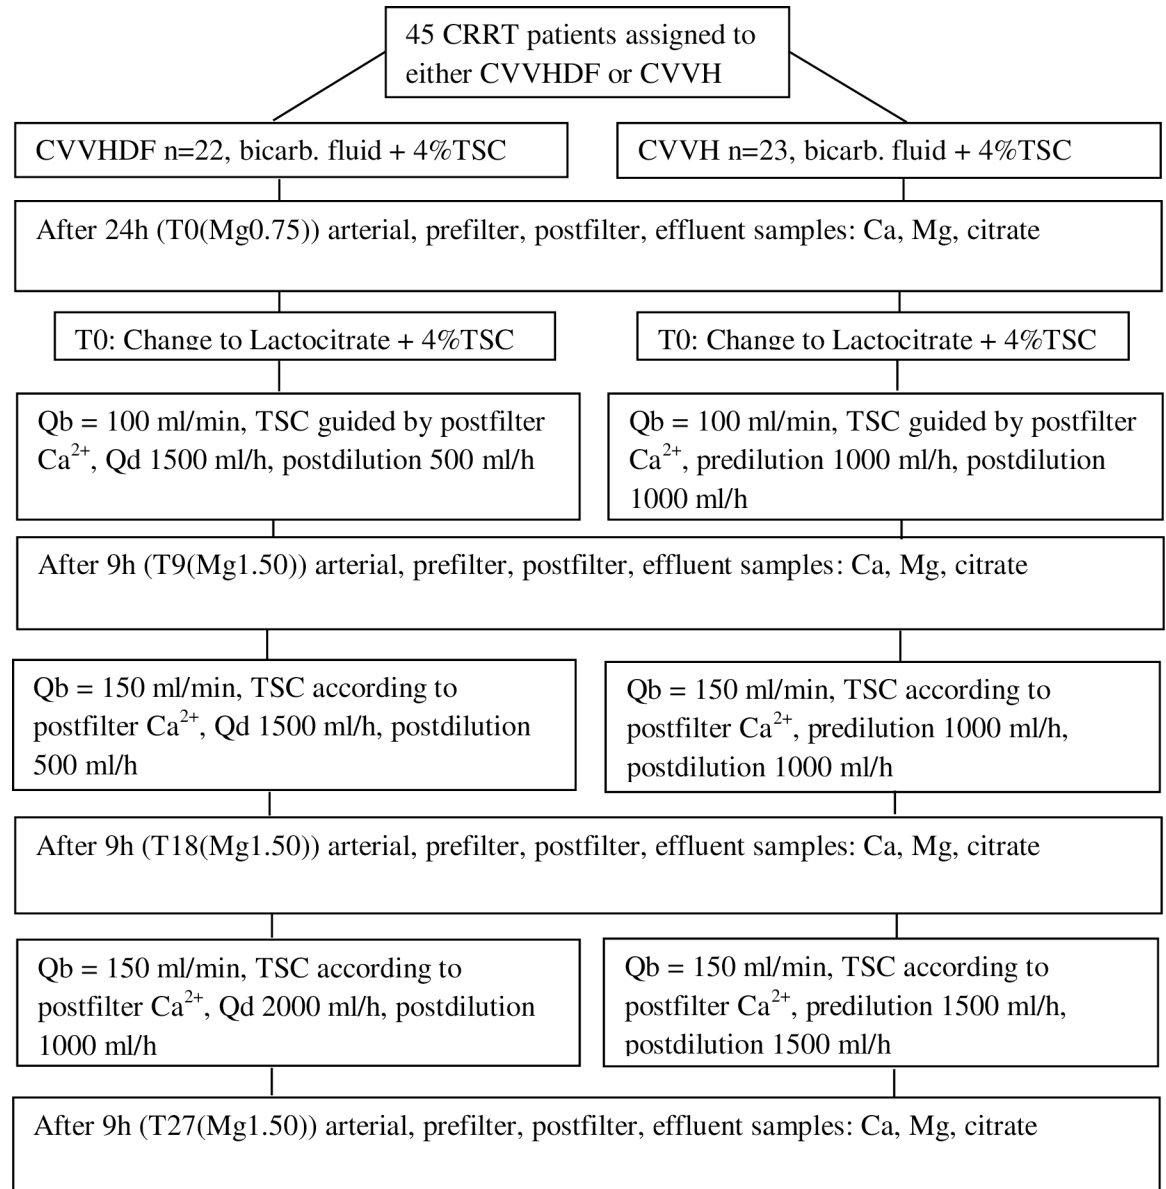 45 CRRT patients assigned to
either CVVHDF or CVVH
CVVHDF n=22, bicarb. fluid + 4%TSC
CVVH n=23, bicarb. fluid + 4%TSC
After 24h (T0(Mg0.75)) arterial, prefilter, postfilter, effluent samples: Ca, Mg, citrate
T0: Change to Lactocitrate + 4%TSC
T0: Change to Lactocitrate + 4%TSC
Qb = 100 ml/min, TSC guided by postfilter
Ca²⁺, Qd 1500 ml/h, postdilution 500 ml/h
Qb = 100 ml/min, TSC guided by postfilter
Ca²⁺, predilution 1000 ml/h, postdilution
1000 ml/h
After 9h (T9(Mg1.50)) arterial, prefilter, postfilter, effluent samples: Ca, Mg, citrate
Qb = 150 ml/min, TSC according to
postfilter Ca²⁺, Qd 1500 ml/h, postdilution
500 ml/h
Qb = 150 ml/min, TSC according to
postfilter Ca²⁺, predilution 1000 ml/h,
postdilution 1000 ml/h
After 9h (T18(Mg1.50)) arterial, prefilter, postfilter, effluent samples: Ca, Mg, citrate
Qb = 150 ml/min, TSC according to
postfilter Ca²⁺, Qd 2000 ml/h, postdilution
1000 ml/h
Qb = 150 ml/min, TSC according to
postfilter Ca²⁺, predilution 1500 ml/h,
postdilution 1500 ml/h
After 9h (T27(Mg1.50)) arterial, prefilter, postfilter, effluent samples: Ca, Mg, citrate